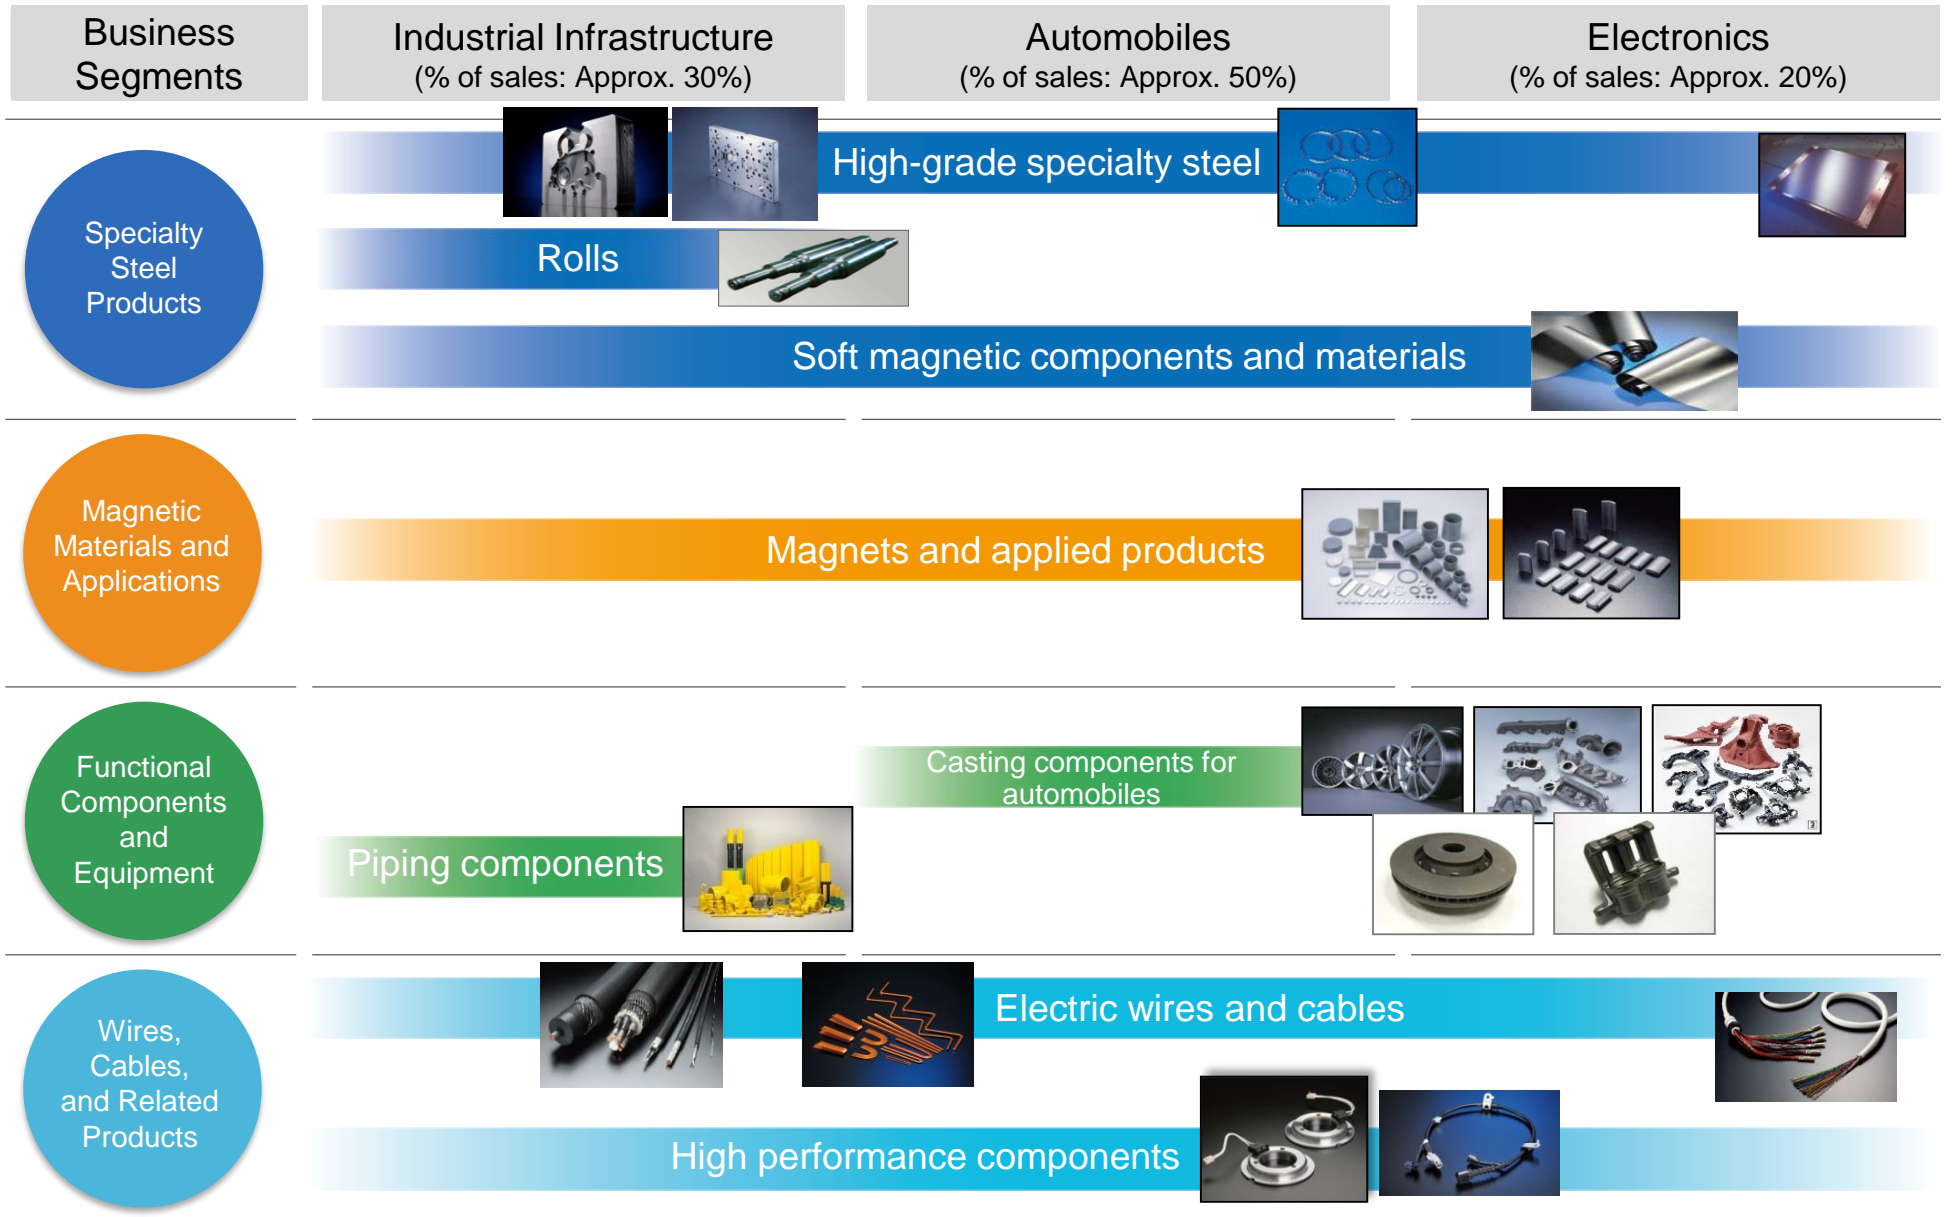 Business
Segments
Industrial Infrastructure
(% of sales: Approx. 30%)
Automobiles
(% of sales: Approx. 50%)
Electronics
(% of sales: Approx. 20%)
Specialty
Steel
Products
High-grade specialty steel
Rolls
Soft magnetic components and materials
Magnetic
Materials and
Applications
Magnets and applied products
Functional
Components
and
Equipment
Casting components for
automobiles
Piping components
Wires,
Cables,
and Related
Products
Electric wires and cables
High performance components